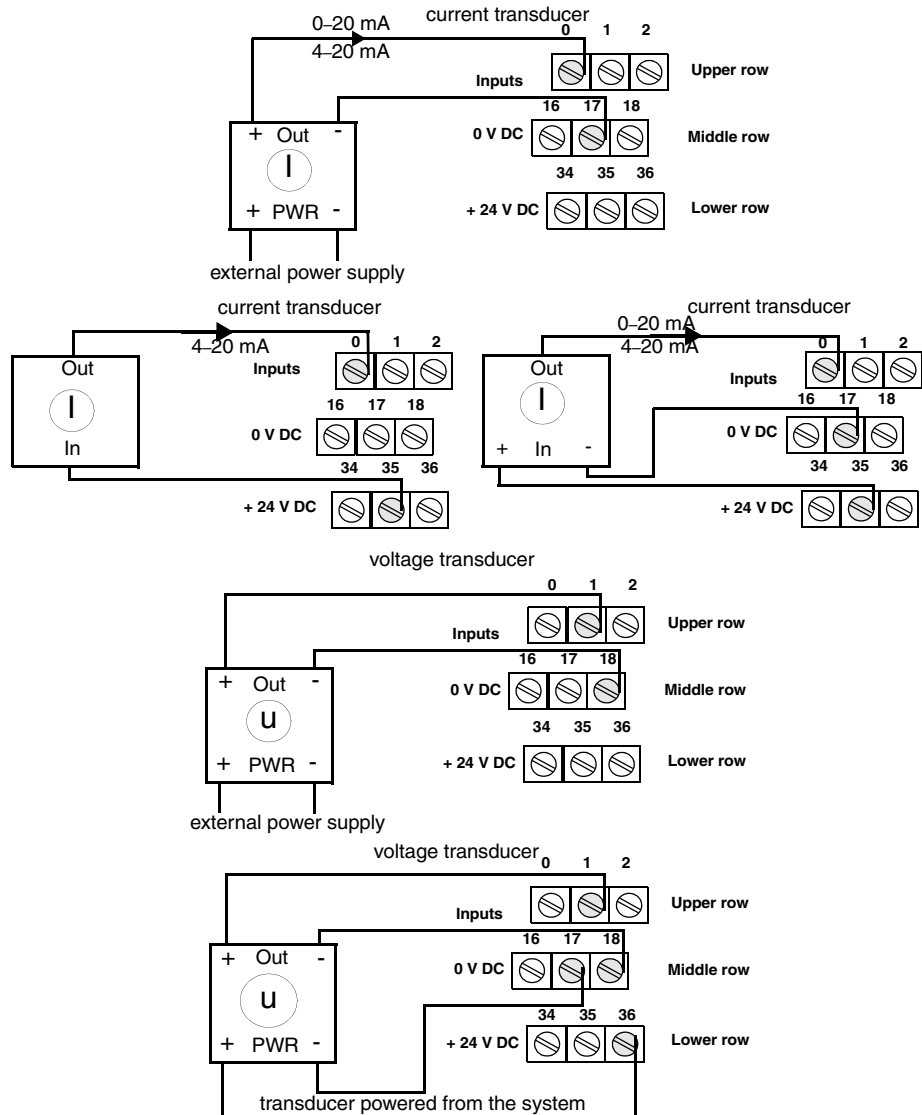 current transducer
0–20 mA
4–20 mA
0 1 2
Upper row
Inputs
16 17 18
+ Out -
0 V DC
Middle row
I
34 35 36
+ PWR -
+ 24 V DC
Lower row
external power supply
current transducer
4–20 mA
0 1 2
Out
Inputs
I
16 17 18
0 V DC
In
34 35 36
+ 24 V DC
current transducer
0–20 mA
4–20 mA
0 1 2
Out
Inputs
I
16 17 18
0 V DC
+ In -
34 35 36
+ 24 V DC
voltage transducer
0 1 2
Upper row
Inputs
16 17 18
+ Out -
0 V DC
Middle row
u
34 35 36
+ PWR -
+ 24 V DC
Lower row
external power supply
voltage transducer
0 1 2
Upper row
Inputs
16 17 18
+ Out -
0 V DC
Middle row
u
34 35 36
+ PWR -
+ 24 V DC
Lower row
transducer powered from the system